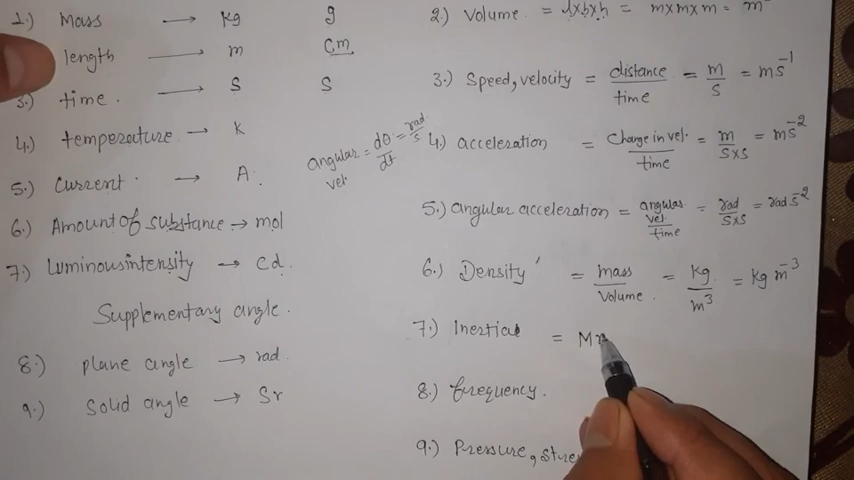 1.) Mass → Kg g
length → m Cm
3.) time. → S S
4.) temperature → K
5.) Current. → A.
6.) Amount of substance → mol
7.) Luminousintensity → Cd.
Supplementary angle.
8.) plane angle → rad.
9.) Solid angle → Sr
angular vel. = dθ/dt = rad/s
2.) Volume. = l×b×h = m×m×m = m
3.) Speed, velocity = distance/time = m/s = ms⁻¹
4.) acceleration = Change in vel./time = m/s×s = ms⁻²
5.) angular acceleration = angular vel./time = rad/s×s = rad s⁻²
6.) Density = mass/Volume. = Kg/m³ = Kg m⁻³
7.) Inertia = M
8.) frequency.
9.) Pressure,